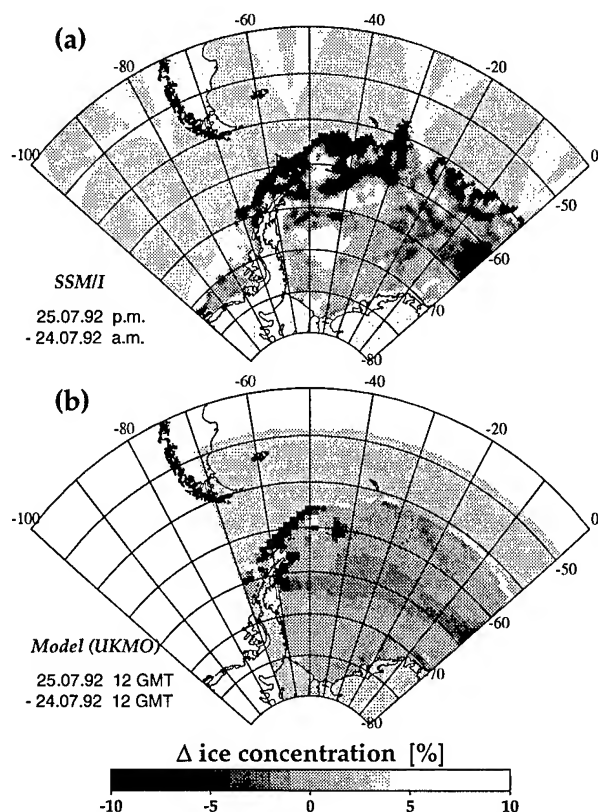 (a)
-60
-40
-80
-20
-100
0
-50
-60
-70
-80
SSM/I
25.07.92 p.m.
- 24.07.92 a.m.
(b)
-60
-40
-80
-20
-100
0
-50
-60
-70
-80
Model (UKMO)
25.07.92 12 GMT
- 24.07.92 12 GMT
Δ ice concentration [%]
-10 -5 0 5 10